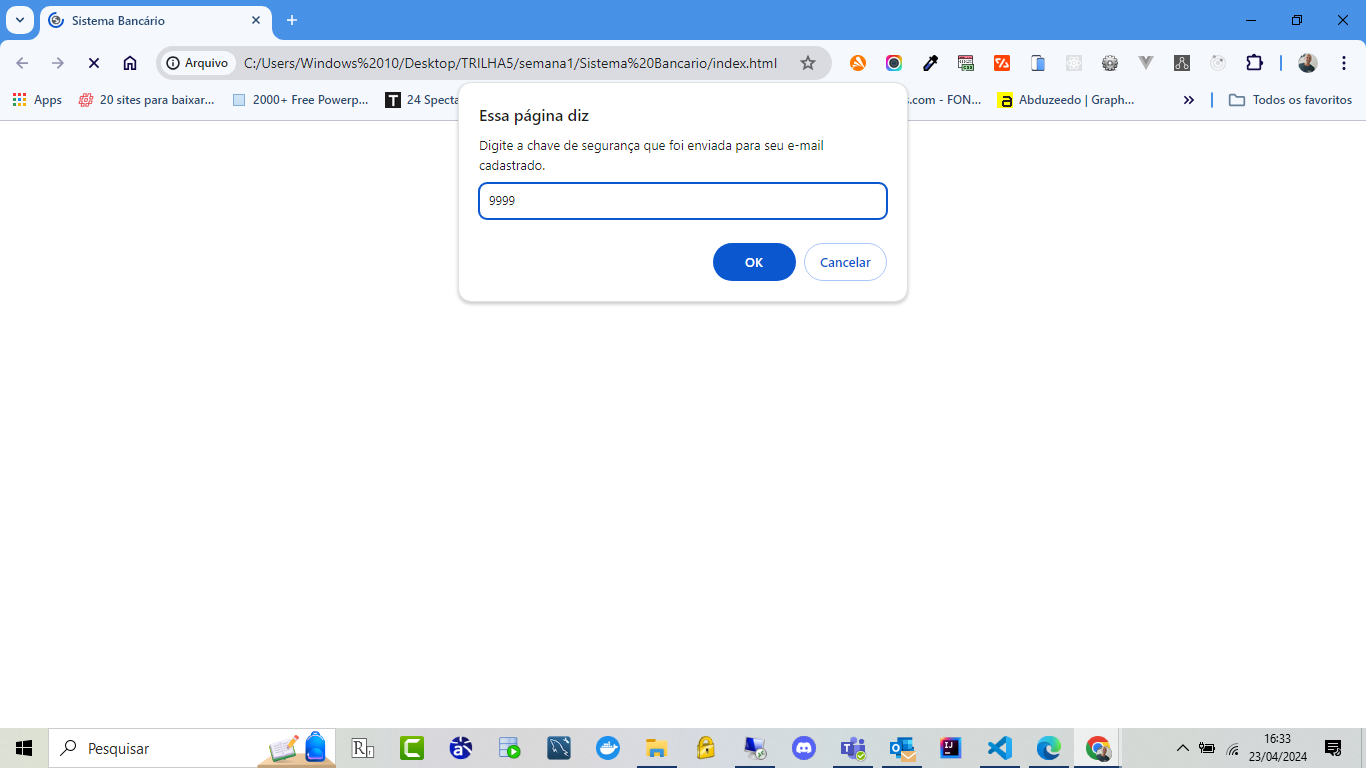 Sistema Bancário
Arquivo
C:/Users/Windows%2010/Desktop/TRILHA5/semana1/Sistema%20Bancario/index.html
Apps
20 sites para baixar...
2000+ Free Powerp...
24 Specta
s.com - FON...
Abduzeedo | Graph...
Todos os favoritos
Essa página diz
Digite a chave de segurança que foi enviada para seu e-mail
cadastrado.
9999
OK
Cancelar
Pesquisar
16:33
23/04/2024